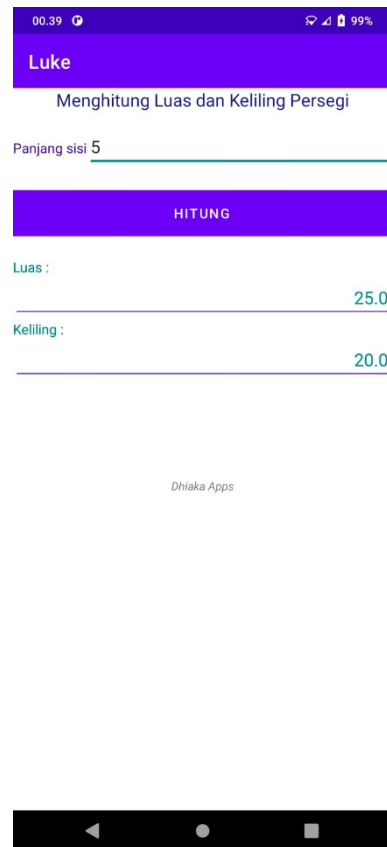 00.39 99%
Luke
Menghitung Luas dan Keliling Persegi
Panjang sisi 5
HITUNG
Luas :
25.0
Keliling :
20.0
Dhiaka Apps